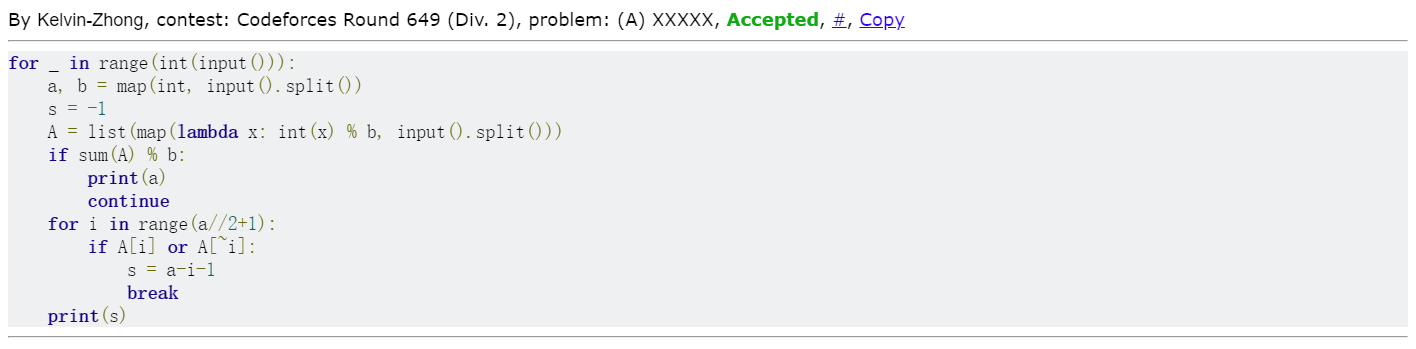 By Kelvin-Zhong, contest: Codeforces Round 649 (Div. 2), problem: (A) XXXXX, Accepted, #, Copy
for _ in range(int(input())):
    a, b = map(int, input().split())
    s = -1
    A = list(map(lambda x: int(x) % b, input().split()))
    if sum(A) % b:
        print(a)
        continue
    for i in range(a//2+1):
        if A[i] or A[~i]:
            s = a-i-1
            break
    print(s)